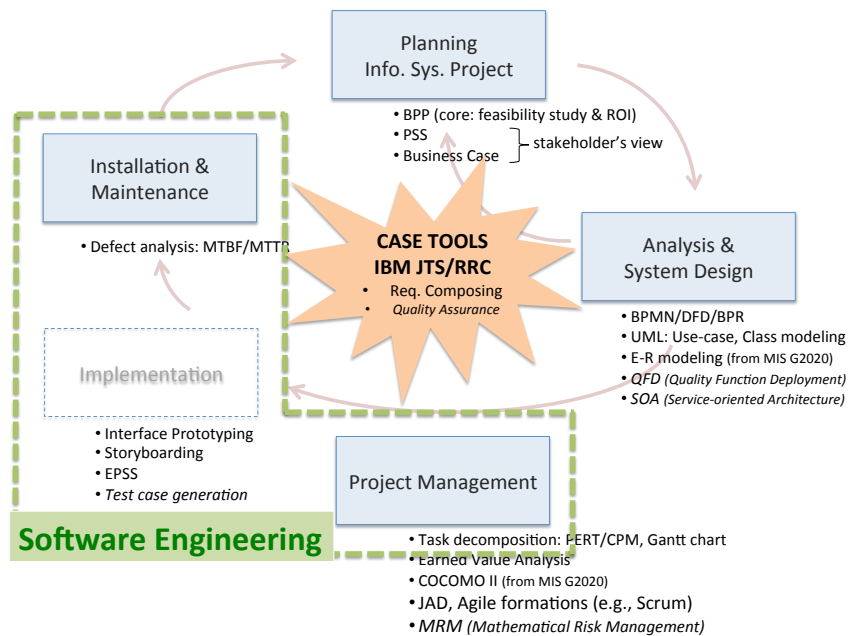 Planning
Info. Sys. Project
• BPP (core: feasibility study & ROI)
• PSS
• Business Case
stakeholder's view
Installation &
Maintenance
• Defect analysis: MTBF/MTTR
CASE TOOLS
IBM JTS/RRC
• Req. Composing
• Quality Assurance
Analysis &
System Design
• BPMN/DFD/BPR
• UML: Use-case, Class modeling
• E-R modeling (from MIS G2020)
• QFD (Quality Function Deployment)
• SOA (Service-oriented Architecture)
Implementation
• Interface Prototyping
• Storyboarding
• EPSS
• Test case generation
Project Management
Software Engineering
• Task decomposition: PERT/CPM, Gantt chart
• Earned Value Analysis
• COCOMO II (from MIS G2020)
• JAD, Agile formations (e.g., Scrum)
• MRM (Mathematical Risk Management)